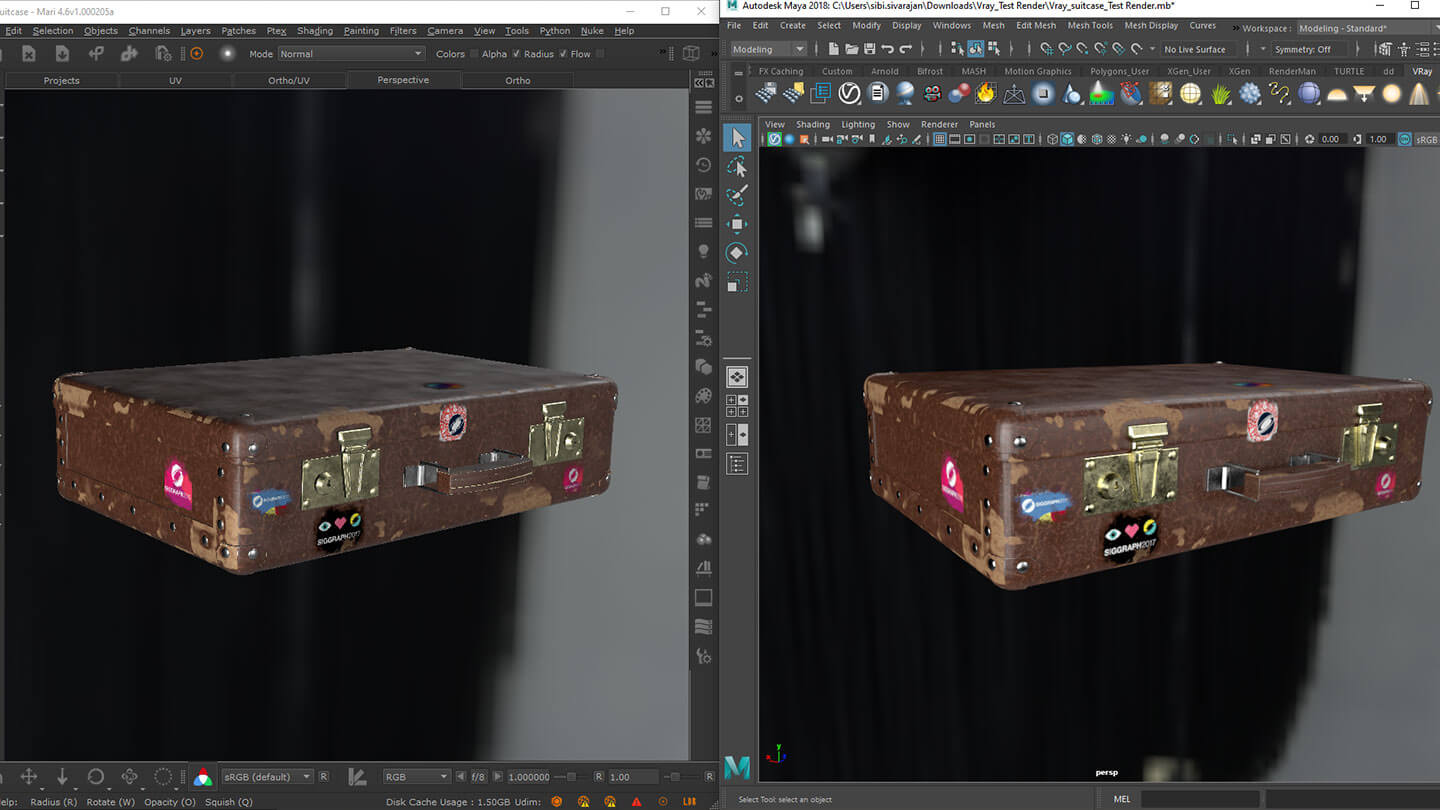 uitcase - Mari 4.6v1.000205a
Edit Selection Objects Channels Layers Patches Ptex Shading Painting Filters Camera View Tools Python Nuke Help
Mode Normal Colors Alpha Radius Flow
Projects UV Ortho/UV Perspective Ortho
SIGGRAPH2017
sRGB (default) R RGB f/8 1.000000 R 1.00 R
elp: Radius (R) Rotate (W) Opacity (O) Squish (Q) Disk Cache Usage : 1.50GB Udim:
Autodesk Maya 2018: C:\Users\sibi.sivarajan\Downloads\Vray_Test Render\Vray_suitcase_Test Render.mb*
File Edit Create Select Modify Display Windows Mesh Edit Mesh Mesh Tools Mesh Display Curves » Workspace : Modeling - Standard*
Modeling No Live Surface Symmetry: Off
FX Caching Custom Arnold Bifrost MASH Motion Graphics Polygons_User XGen_User XGen RenderMan TURTLE dd VRay
View Shading Lighting Show Renderer Panels
0.00 1.00 sRGB
SIGGRAPH
SIGGRAPH2017
y
persp
Select Tool: select an object MEL